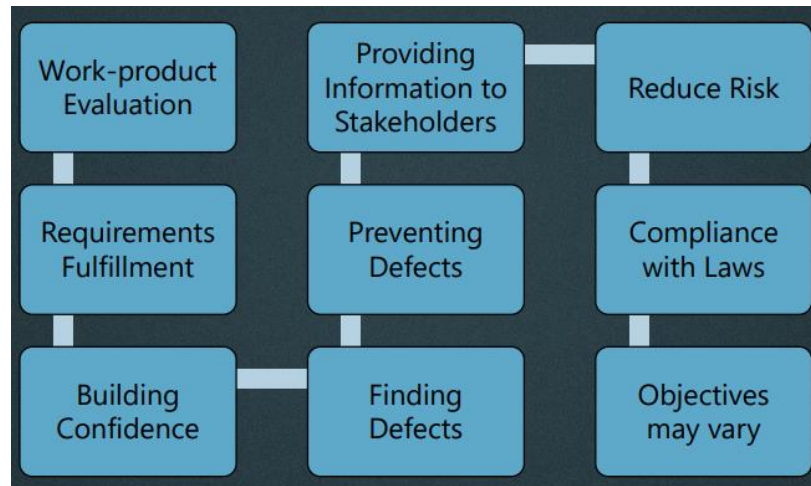 Work-product
Evaluation
Requirements
Fulfillment
Building
Confidence
Finding
Defects
Preventing
Defects
Providing
Information to
Stakeholders
Reduce Risk
Compliance
with Laws
Objectives
may vary